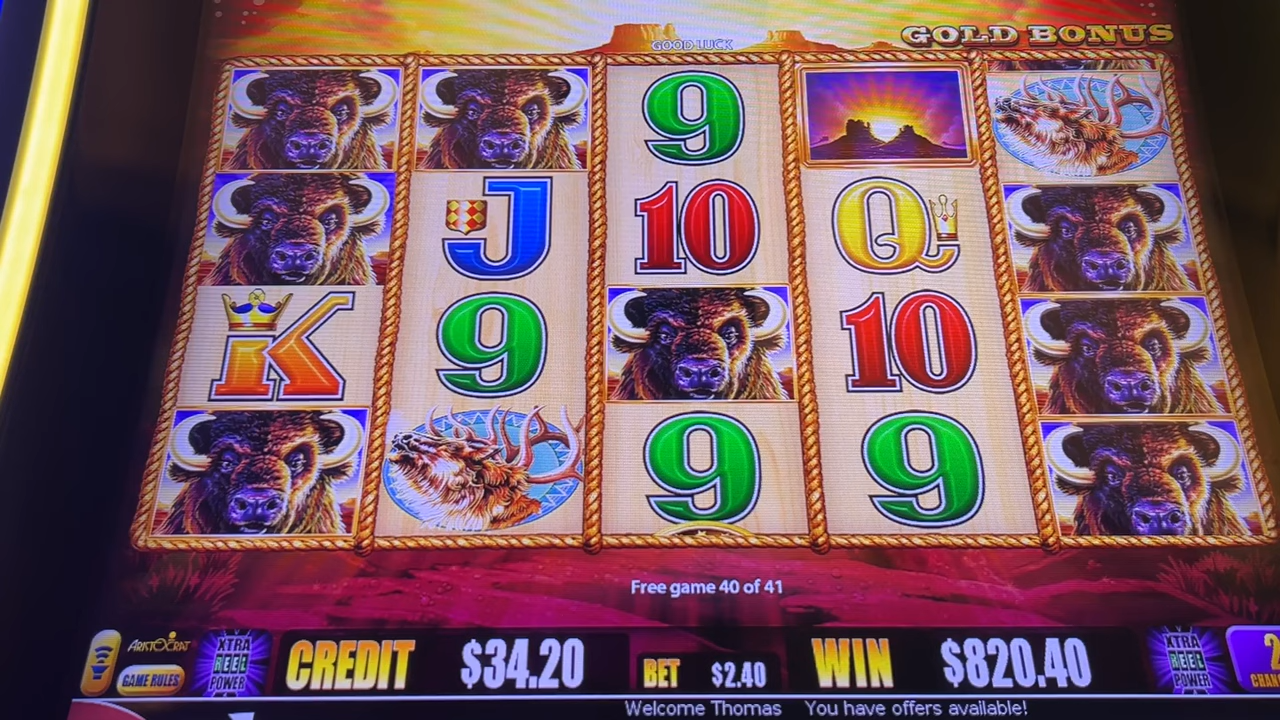 GOOD LUCK
GOLD BONUS
9
J
10
Q
K
9
10
9
9
Free game 40 of 41
ARISTOCRAT
GAME RULES
XTRA
REEL
POWER
CREDIT $34.20
BET $2.40
WIN $820.40
XTRA
REEL
POWER
2
Welcome Thomas You have offers available!